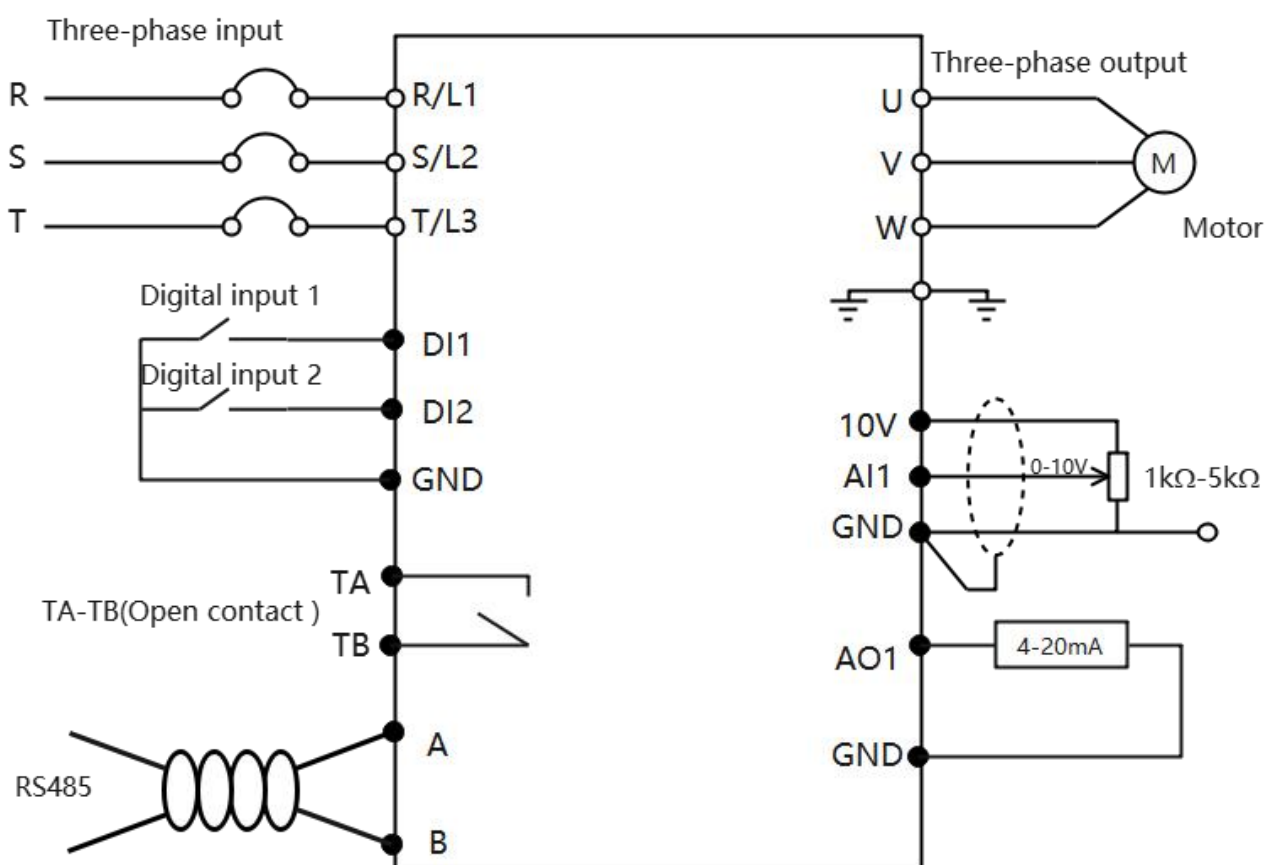 Three-phase input
Three-phase output
R
R/L1
U
S
S/L2
V
M
T
T/L3
W
Motor
Digital input 1
DI1
Digital input 2
DI2
10V
GND
AI1
0-10V
1kΩ-5kΩ
GND
TA
TA-TB(Open contact )
TB
AO1
4-20mA
A
GND
RS485
B